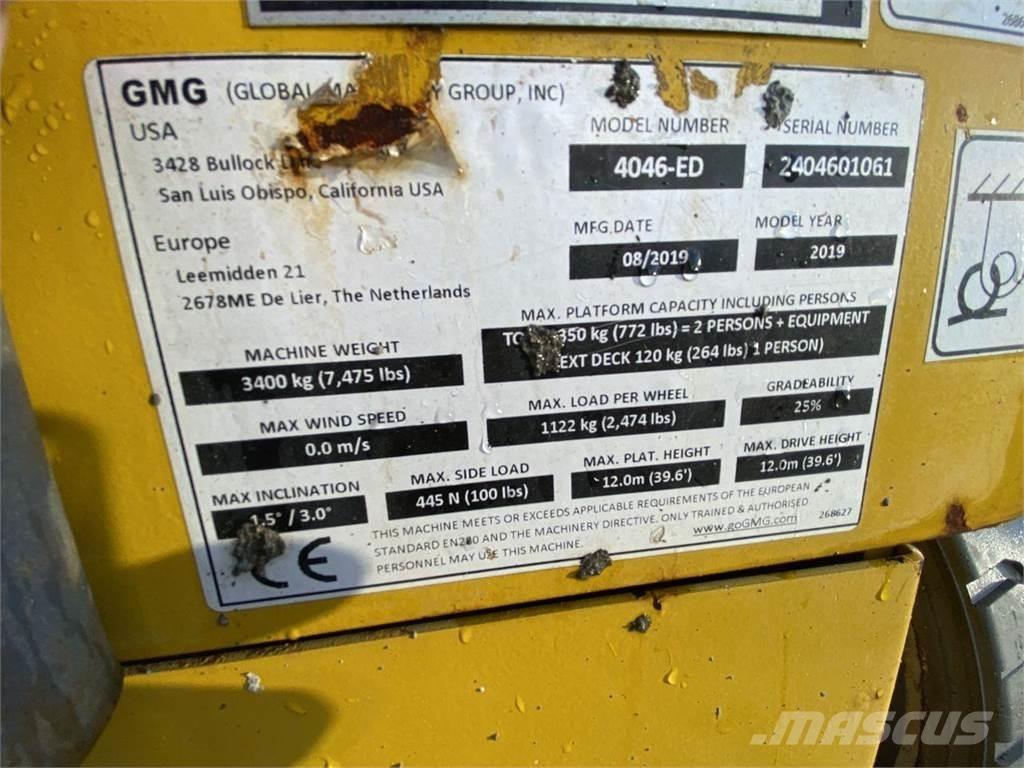 GMG (GLOBAL GROUP, INC)
USA
3428 Bullock
San Luis Obispo, California USA
Europe
Leemidden 21
2678ME De Lier, The Netherlands
MODEL NUMBER
4046-ED
SERIAL NUMBER
2404601061
MFG DATE
08/2019
MODEL YEAR
2019
MAX. PLATFORM CAPACITY INCLUDING PERSONS
350 kg (772 lbs) = 2 PERSONS + EQUIPMENT
EXT DECK 120 kg (264 lbs) 1 PERSON)
MACHINE WEIGHT
3400 kg (7,475 lbs)
MAX WIND SPEED
0.0 m/s
MAX. LOAD PER WHEEL
1122 kg (2,474 lbs)
GRADEABILITY
25%
MAX INCLINATION
1.5° / 3.0°
MAX. SIDE LOAD
445 N (100 lbs)
MAX. PLAT. HEIGHT
12.0m (39.6')
MAX. DRIVE HEIGHT
12.0m (39.6')
CE
THIS MACHINE MEETS OR EXCEEDS APPLICABLE REQUIREMENTS OF THE EUROPEAN
STANDARD EN280 AND THE MACHINERY DIRECTIVE. ONLY TRAINED & AUTHORISED
PERSONNEL MAY USE THIS MACHINE.
www.goGMG.com
268627
MASCUS